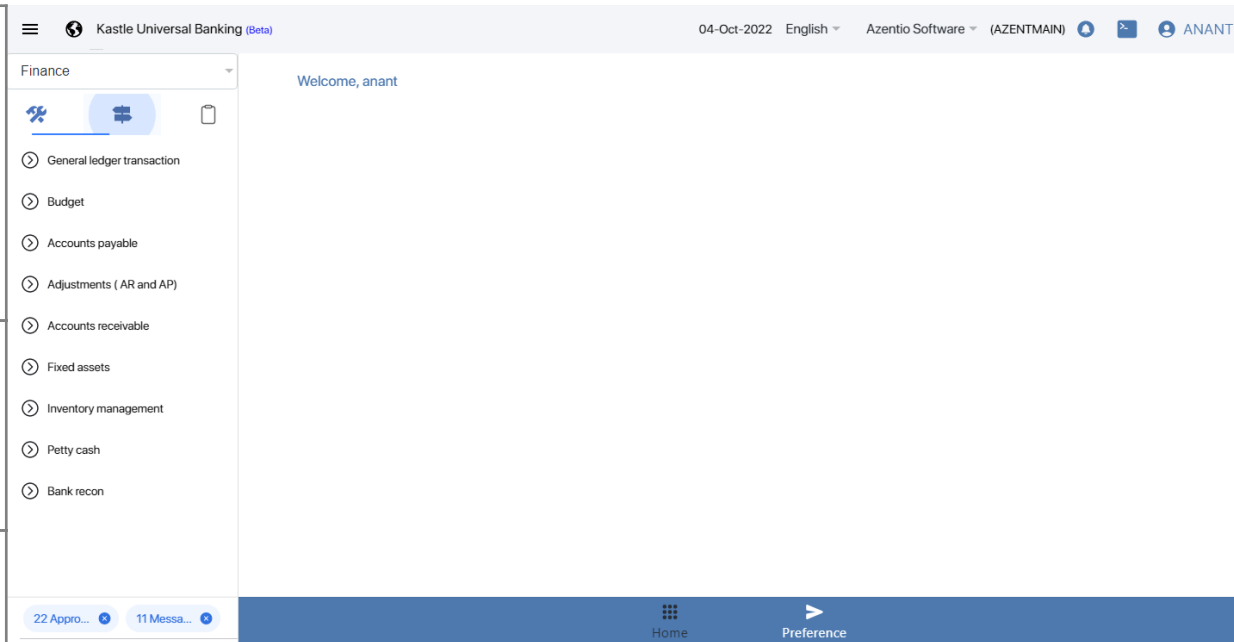 Kastle Universal Banking (Beta) 04-Oct-2022 English Azentio Software (AZENTMAIN) ANANT
Finance
Welcome, anant
General ledger transaction
Budget
Accounts payable
Adjustments ( AR and AP)
Accounts receivable
Fixed assets
Inventory management
Petty cash
Bank recon
22 Appro... 11 Messa...
Home Preference